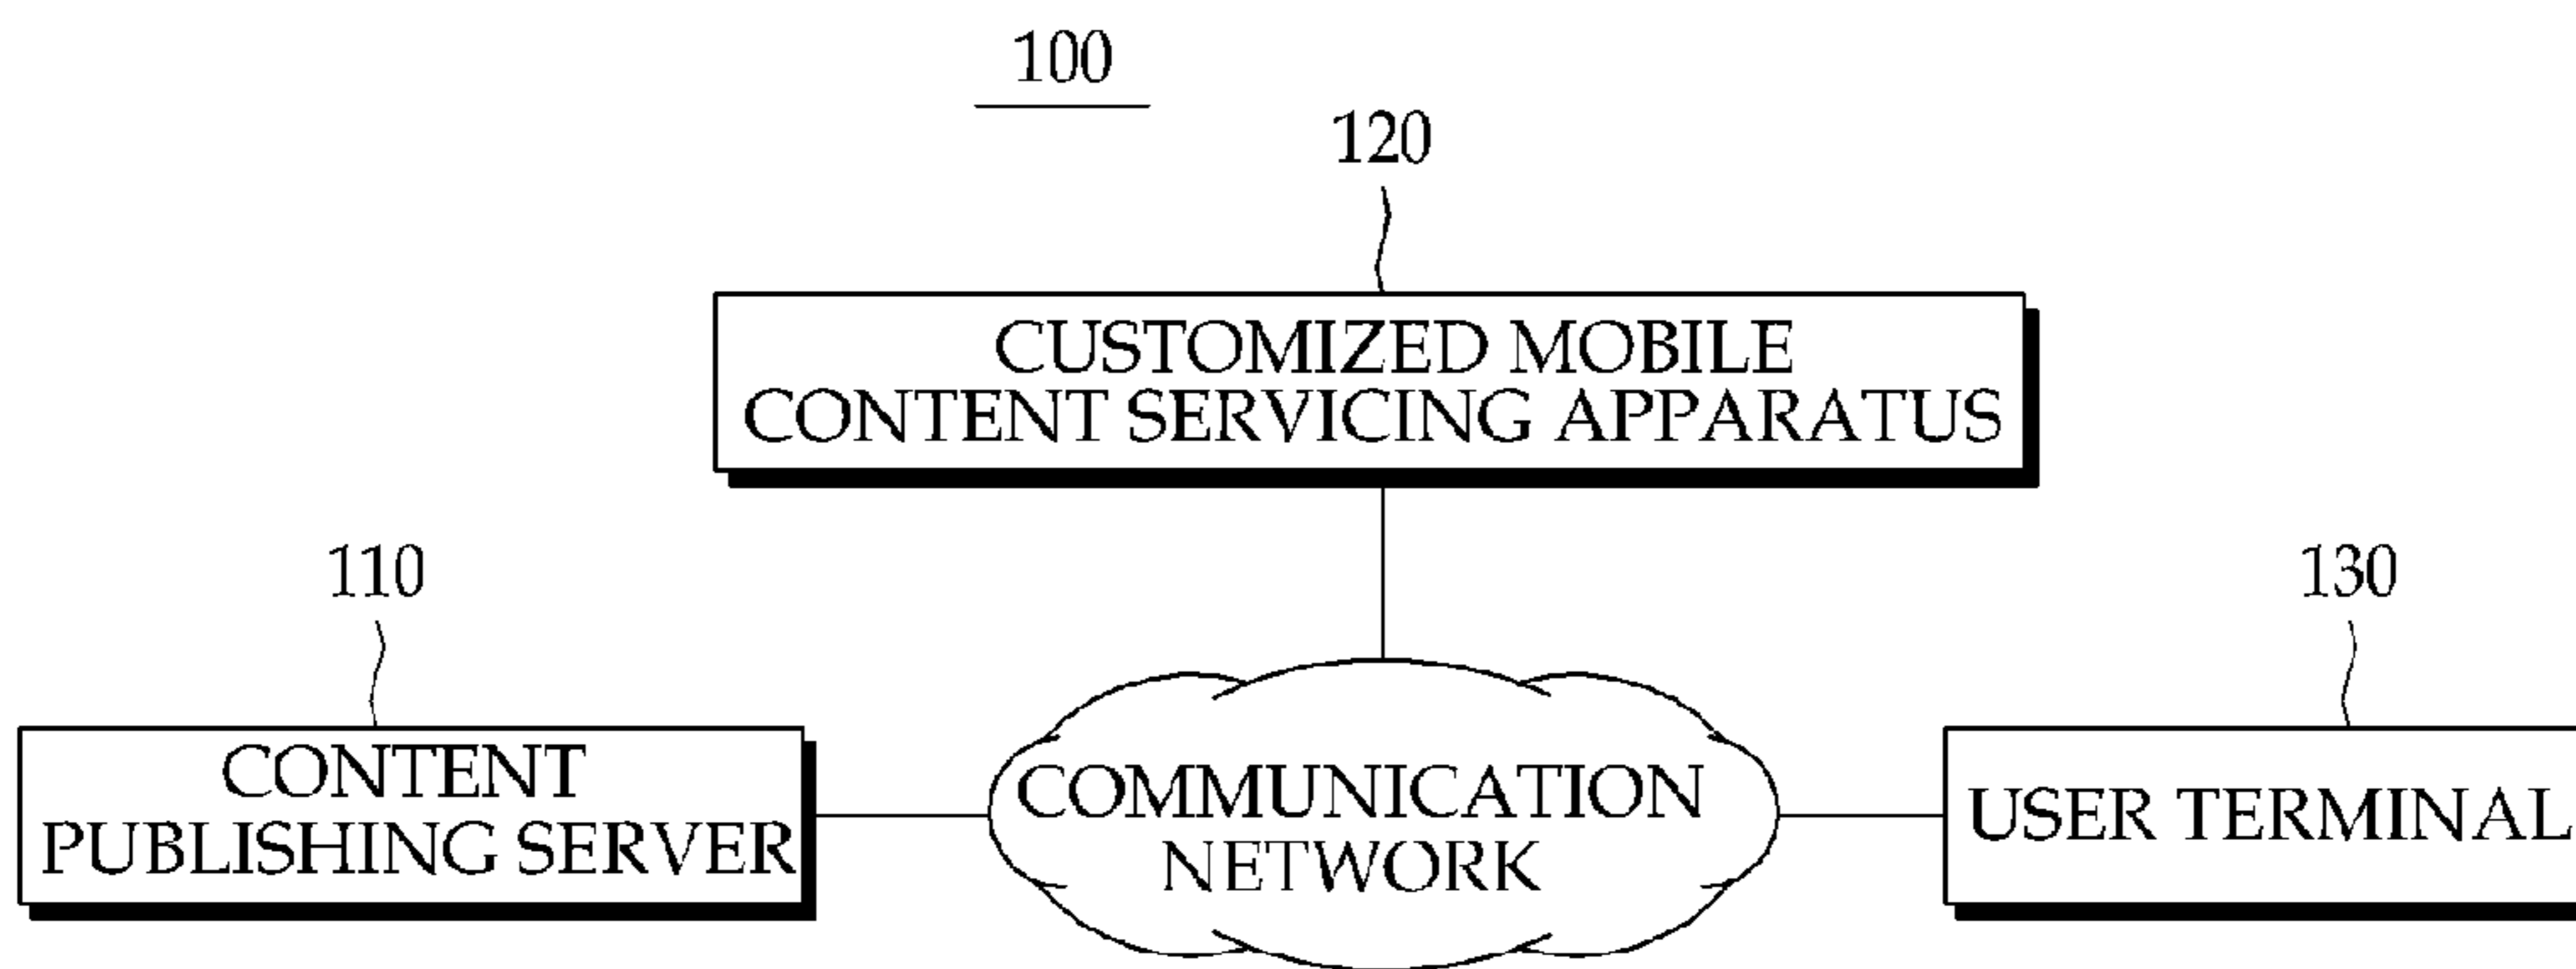 100
120
CUSTOMIZED MOBILE
CONTENT SERVICING APPARATUS
110
130
CONTENT
PUBLISHING SERVER
COMMUNICATION
NETWORK
USER TERMINAL